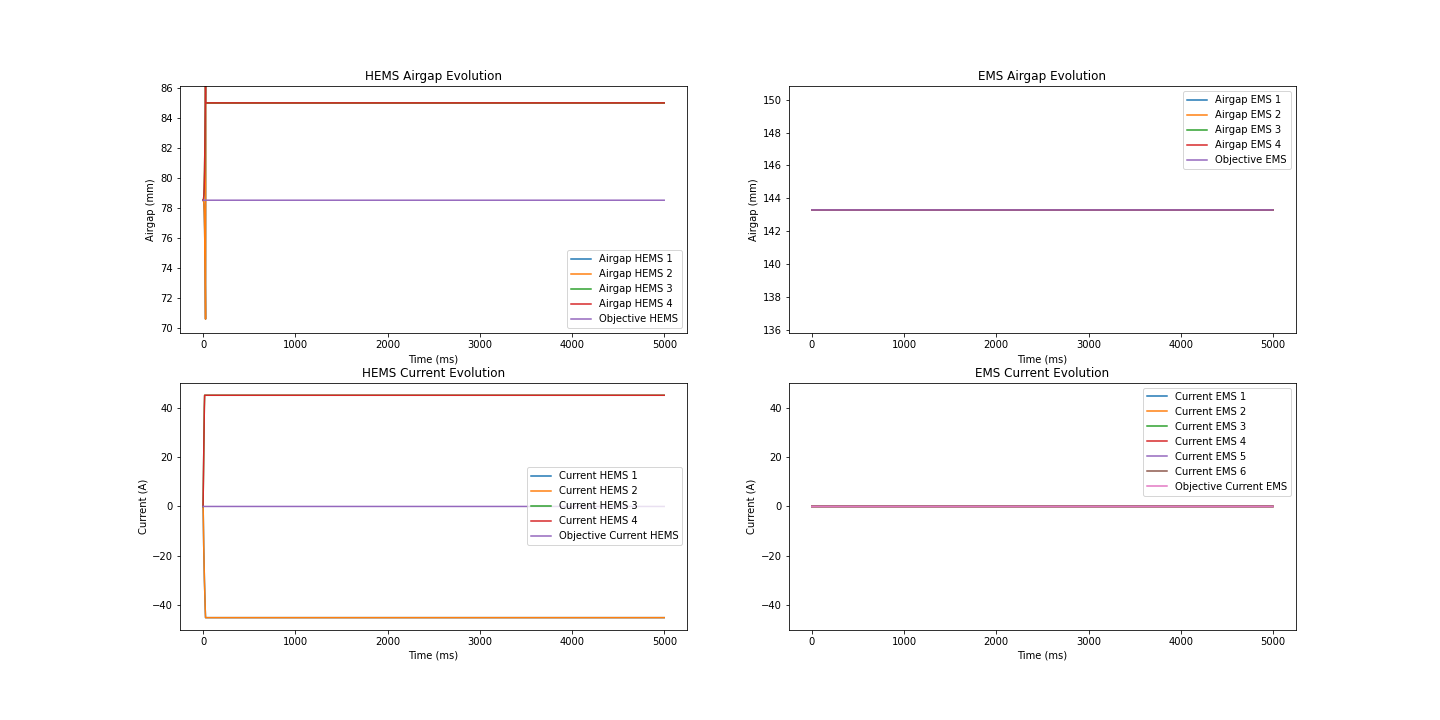 HEMS Airgap Evolution
Airgap (mm)
86
84
82
80
78
76
74
72
70
0 1000 2000 3000 4000 5000
Time (ms)
Airgap HEMS 1
Airgap HEMS 2
Airgap HEMS 3
Airgap HEMS 4
Objective HEMS
EMS Airgap Evolution
Airgap (mm)
150
148
146
144
142
140
138
136
0 1000 2000 3000 4000 5000
Time (ms)
Airgap EMS 1
Airgap EMS 2
Airgap EMS 3
Airgap EMS 4
Objective EMS
HEMS Current Evolution
Current (A)
40
20
0
−20
−40
0 1000 2000 3000 4000 5000
Time (ms)
Current HEMS 1
Current HEMS 2
Current HEMS 3
Current HEMS 4
Objective Current HEMS
EMS Current Evolution
Current (A)
40
20
0
−20
−40
0 1000 2000 3000 4000 5000
Time (ms)
Current EMS 1
Current EMS 2
Current EMS 3
Current EMS 4
Current EMS 5
Current EMS 6
Objective Current EMS